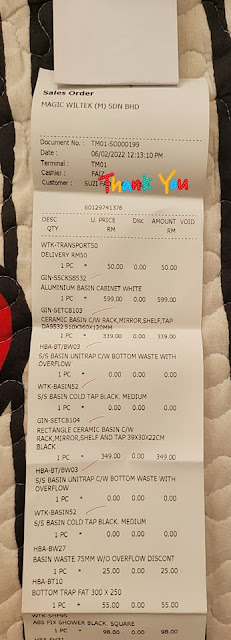 Sales Order
MAGIC WILTEK (M) SDN BHD
Document No. : TM01-SO000199
Date : 06/02/2022 12:13:10 PM
Terminal : TM01
Cashier : FAIZ
Customer : SUZI
Thank You
60129741376
DESC U. PRICE Disc AMOUNT VOID
QTY RM RM
WTK-TRANSPORT50
DELIVERY RM50
1 PC * 50.00 0.00 50.00
GIN-SSCKS8532
ALUMINIUM BASIN CABINET WHITE
1 PC * 599.00 0.00 599.00
GIN-SETCB103
CERAMIC BASIN C/W RACK,MIRROR,SHELF,TAP
DA9532 510X360X120MM
1 PC * 339.00 0.00 339.00
HBA-BT/BW03
S/S BASIN UNITRAP C/W BOTTOM WASTE WITH
OVERFLOW
1 PC * 0.00 0.00 0.00
WTK-BASIN52
S/S BASIN COLD TAP BLACK. MEDIUM
1 PC * 0.00 0.00 0.00
GIN-SETCB104
RECTANGLE CERAMIC BASIN C/W
RACK,MIRROR,SHELF AND TAP 39X30X22CM
BLACK
1 PC * 349.00 0.00 349.00
HBA-BT/BW03
S/S BASIN UNITRAP C/W BOTTOM WASTE WITH
OVERFLOW
1 PC * 0.00 0.00 0.00
WTK-BASIN52
S/S BASIN COLD TAP BLACK. MEDIUM
1 PC * 0.00 0.00 0.00
HBA-BW27
BASIN WASTE 75MM W/O OVERFLOW DISCONT
1 PC * 25.00 0.00 25.00
HBA-BT10
BOTTOM TRAP FAT 300 X 250
1 PC * 55.00 0.00 55.00
WTK-SHP95
ABS FIX SHOWER BLACK. SQUARE
1 PC * 98.00 0.00 98.00